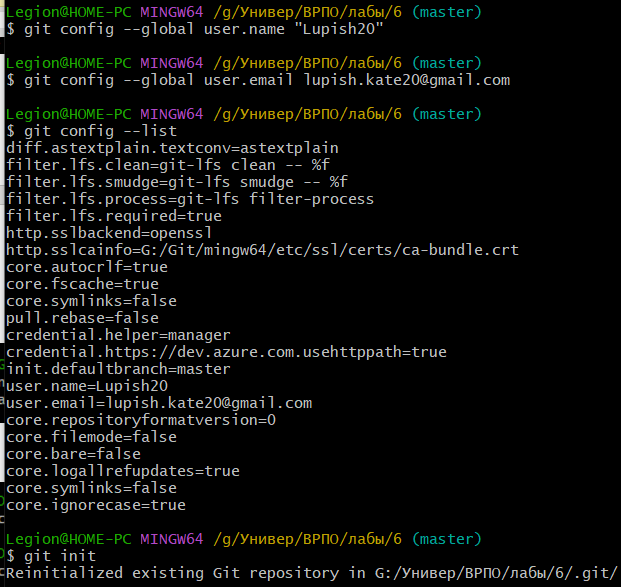 Legion@HOME-PC MINGW64 /g/Универ/ВРПО/лабы/6 (master)
$ git config --global user.name "Lupish20"
Legion@HOME-PC MINGW64 /g/Универ/ВРПО/лабы/6 (master)
$ git config --global user.email lupish.kate20@gmail.com
Legion@HOME-PC MINGW64 /g/Универ/ВРПО/лабы/6 (master)
$ git config --list
diff.astextplain.textconv=astextplain
filter.lfs.clean=git-lfs clean -- %f
filter.lfs.smudge=git-lfs smudge -- %f
filter.lfs.process=git-lfs filter-process
filter.lfs.required=true
http.sslbackend=openssl
http.sslcainfo=G:/Git/mingw64/etc/ssl/certs/ca-bundle.crt
core.autocrlf=true
core.fscache=true
core.symlinks=false
pull.rebase=false
credential.helper=manager
credential.https://dev.azure.com.usehttppath=true
init.defaultbranch=master
user.name=Lupish20
user.email=lupish.kate20@gmail.com
core.repositoryformatversion=0
core.filemode=false
core.bare=false
core.logallrefupdates=true
core.symlinks=false
core.ignorecase=true
Legion@HOME-PC MINGW64 /g/Универ/ВРПО/лабы/6 (master)
$ git init
Reinitialized existing Git repository in G:/Универ/ВРПО/лабы/6/.git/